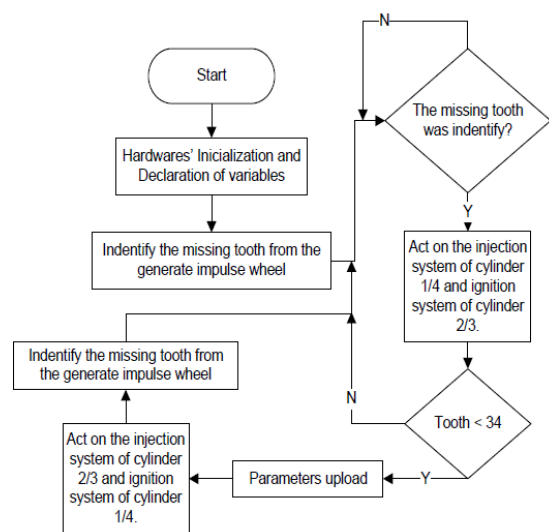 Start
N
The missing tooth
was indentify?
Hardwares' Inicialization and
Declaration of variables
Y
Indentify the missing tooth from the
generate impulse wheel
Act on the injection
system of cylinder
1/4 and ignition
system of cylinder
2/3.
Indentify the missing tooth from
the generate impulse wheel
N
Tooth < 34
Act on the injection
system of cylinder
2/3 and ignition
system of cylinder
1/4.
Parameters upload
Y